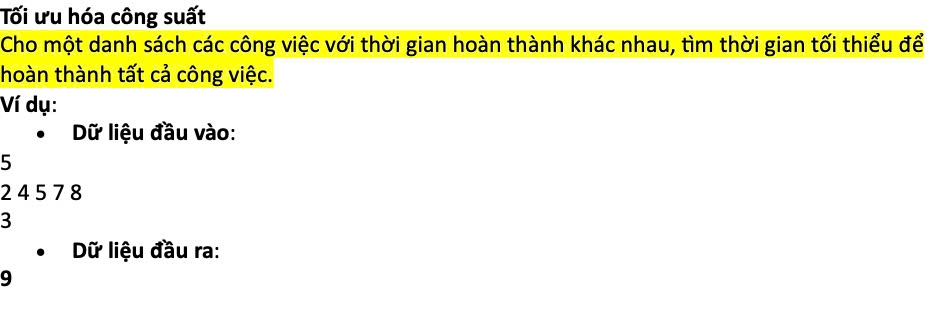 Tối ưu hóa công suất
Cho một danh sách các công việc với thời gian hoàn thành khác nhau, tìm thời gian tối thiểu để
hoàn thành tất cả công việc.
Ví dụ:
• Dữ liệu đầu vào:
5
2 4 5 7 8
3
• Dữ liệu đầu ra:
9